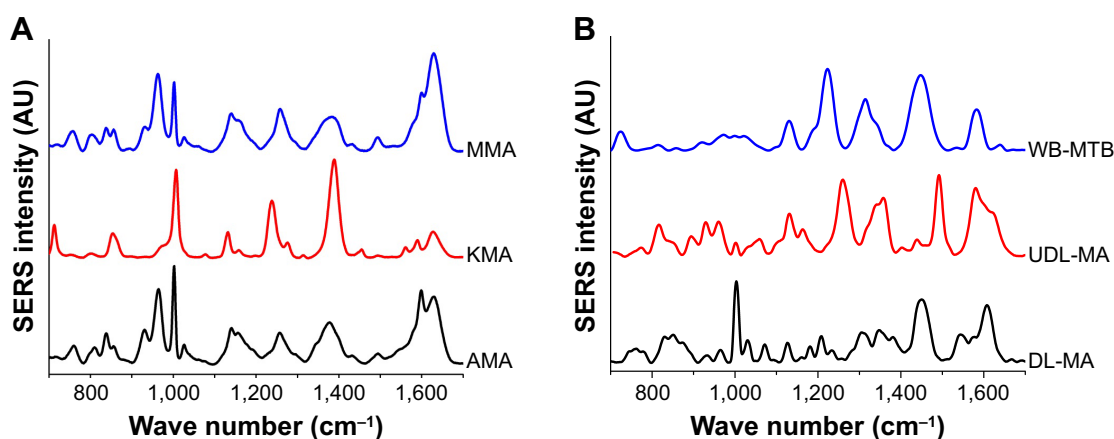 A
SERS intensity (AU)
MMA
KMA
AMA
800 1,000 1,200 1,400 1,600
Wave number (cm⁻¹)
B
SERS intensity (AU)
WB-MTB
UDL-MA
DL-MA
800 1,000 1,200 1,400 1,600
Wave number (cm⁻¹)